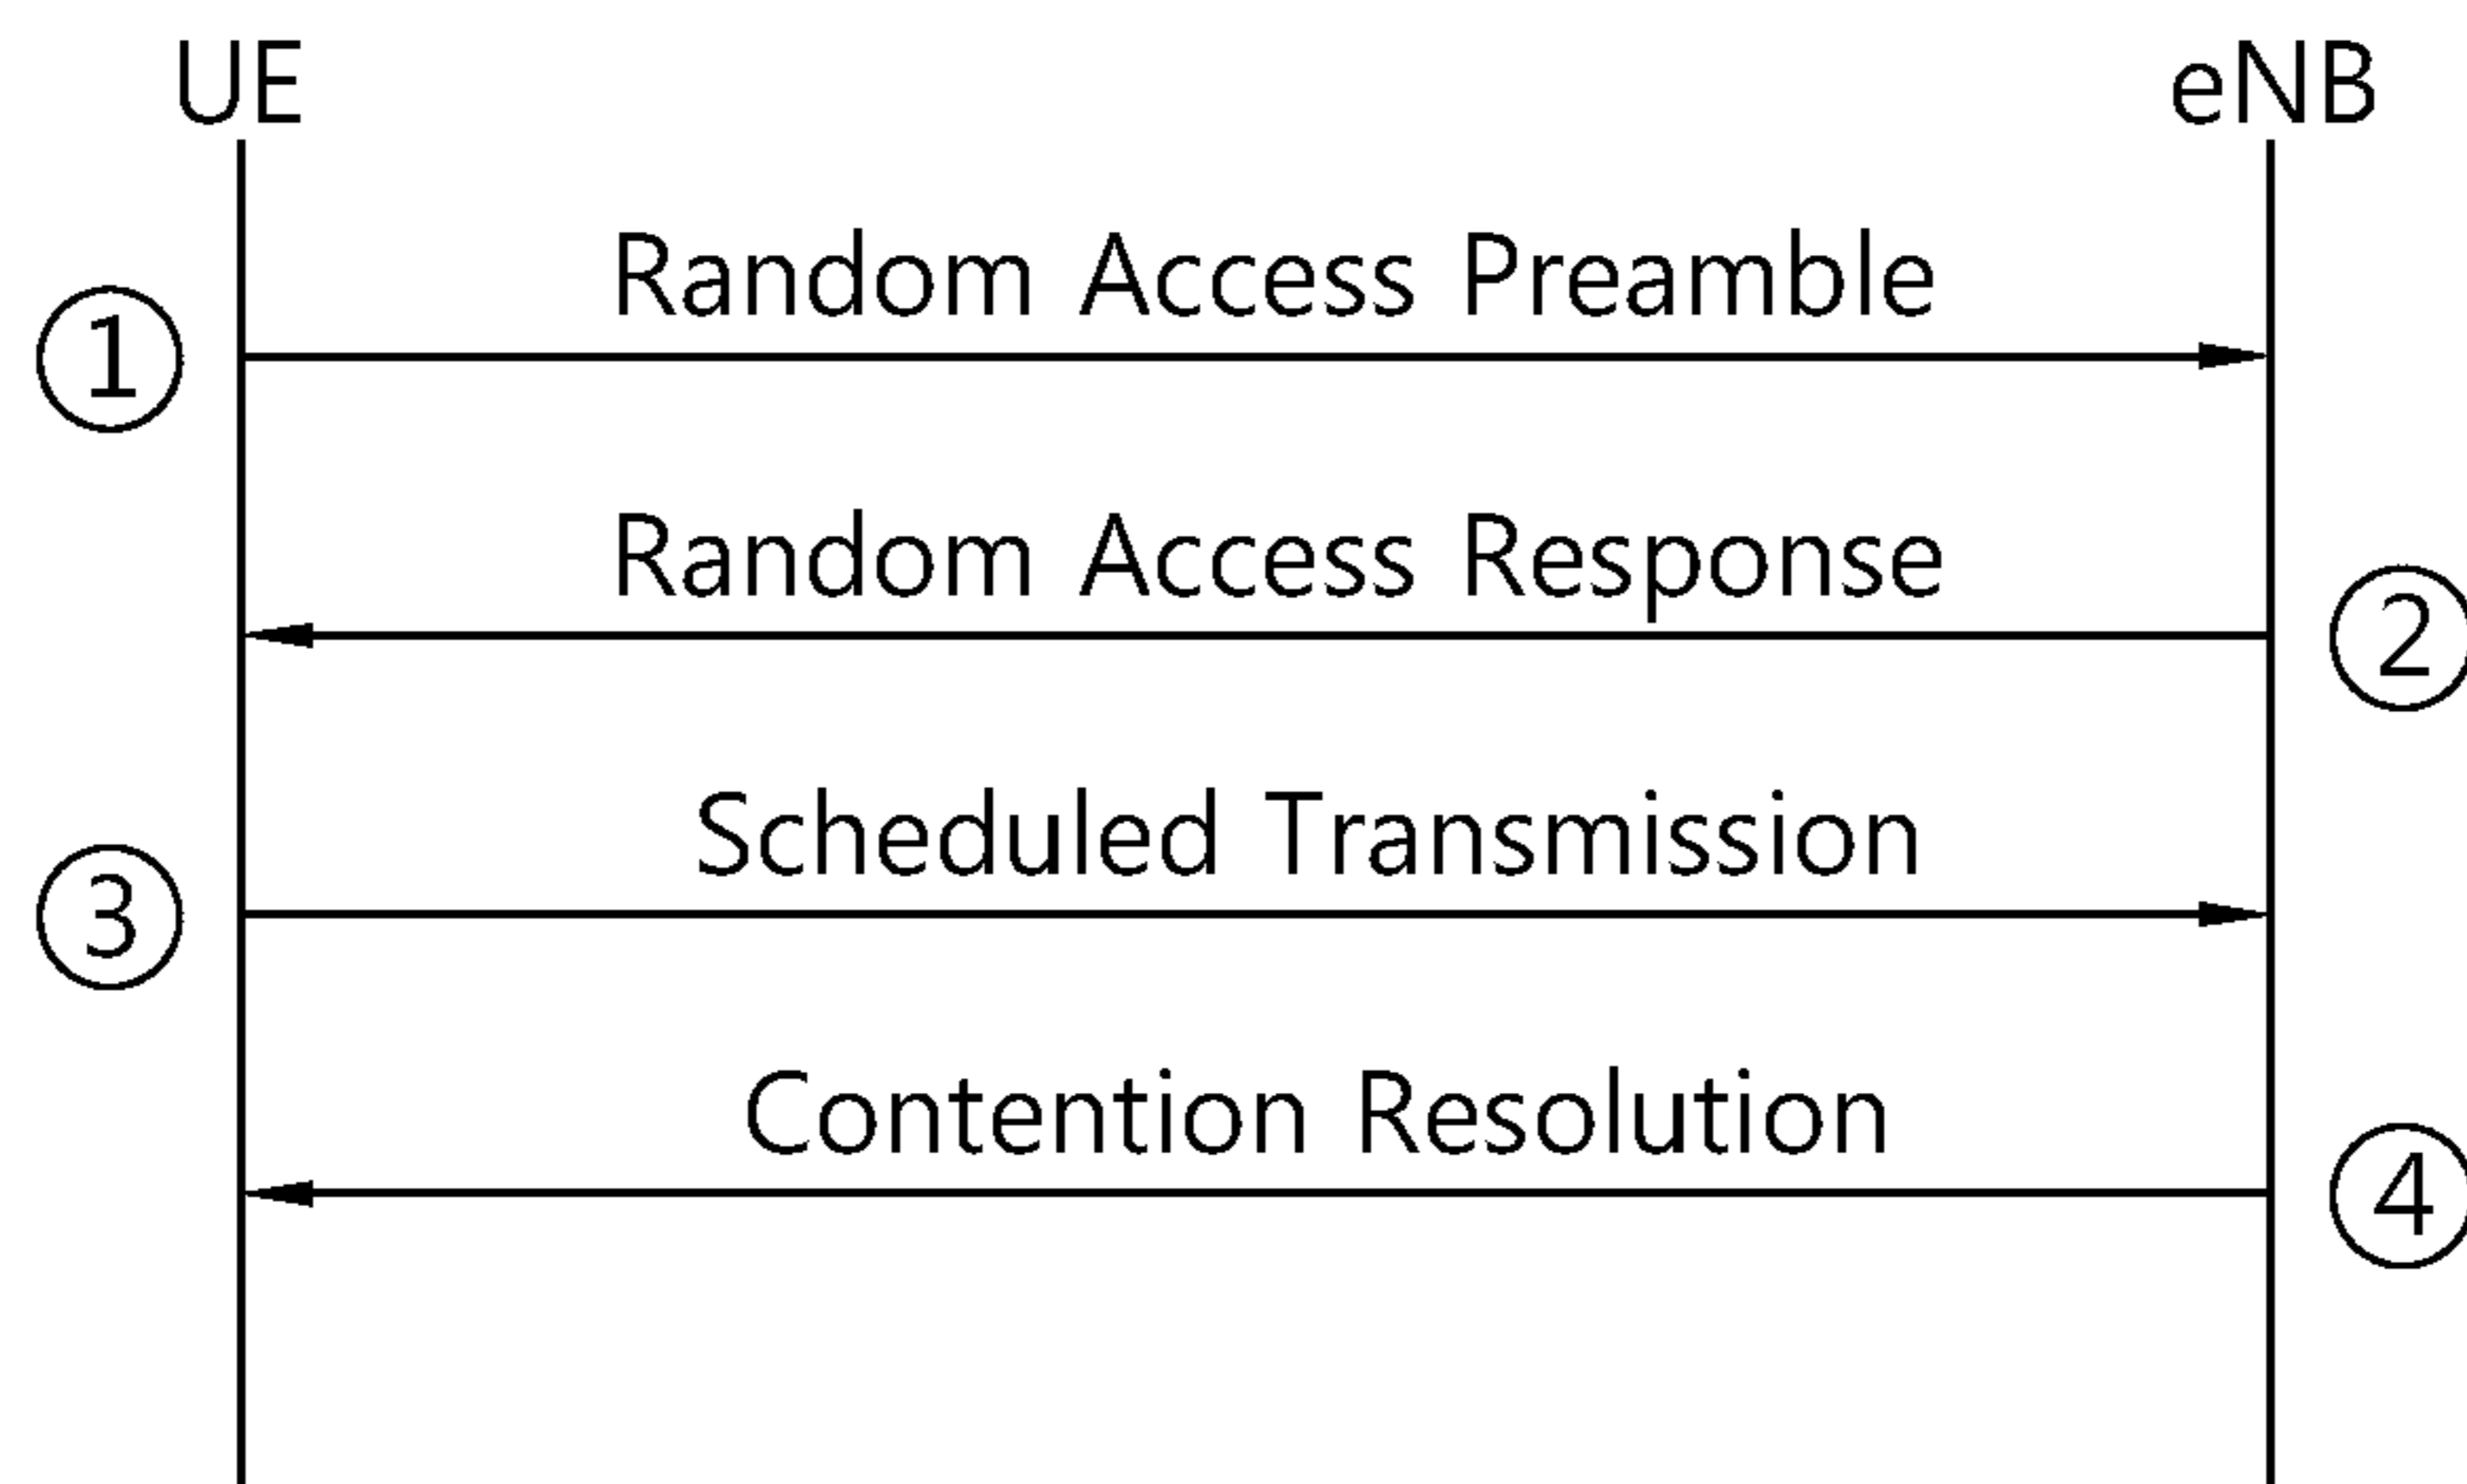 UE eNB
Random Access Preamble
①
Random Access Response
②
Scheduled Transmission
③
Contention Resolution
④